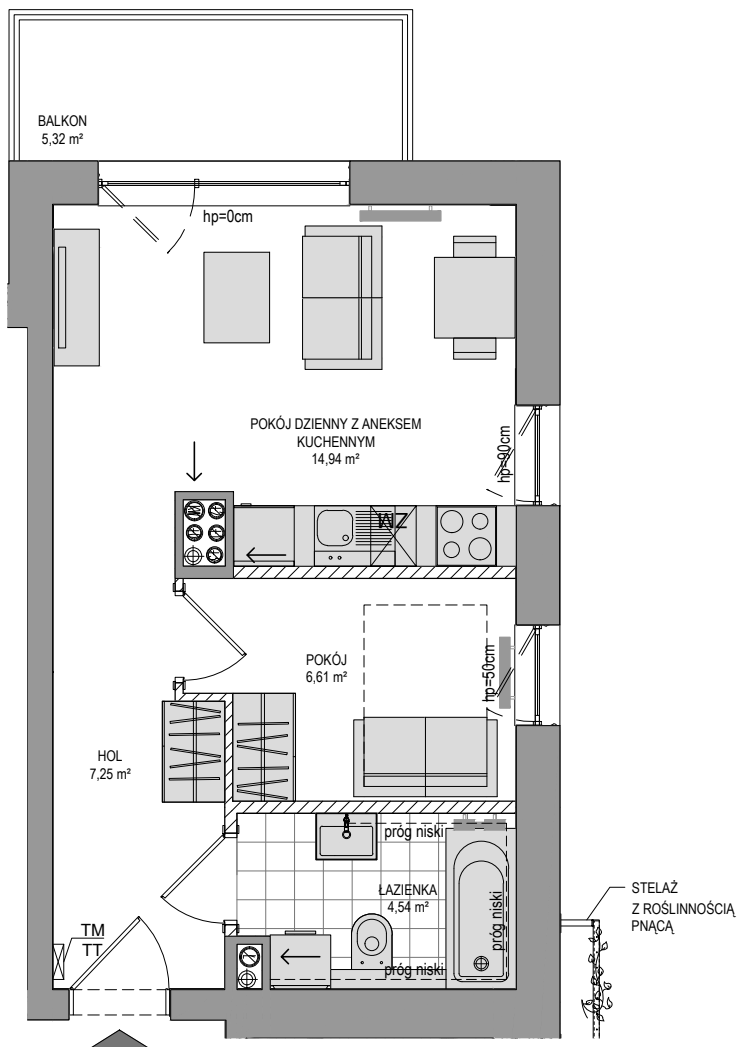 BALKON
5,32 m²
hp=0cm
POKÓJ DZIENNY Z ANEKSEM
KUCHENNYM
14,94 m²
hp=90cm
WZ
POKÓJ
6,61 m²
hp=50cm
HOL
7,25 m²
próg niski
ŁAZIENKA
4,54 m²
próg niski
próg niski
TM
TT
STELAŻ
Z ROŚLINNOŚCIĄ
PNĄCĄ